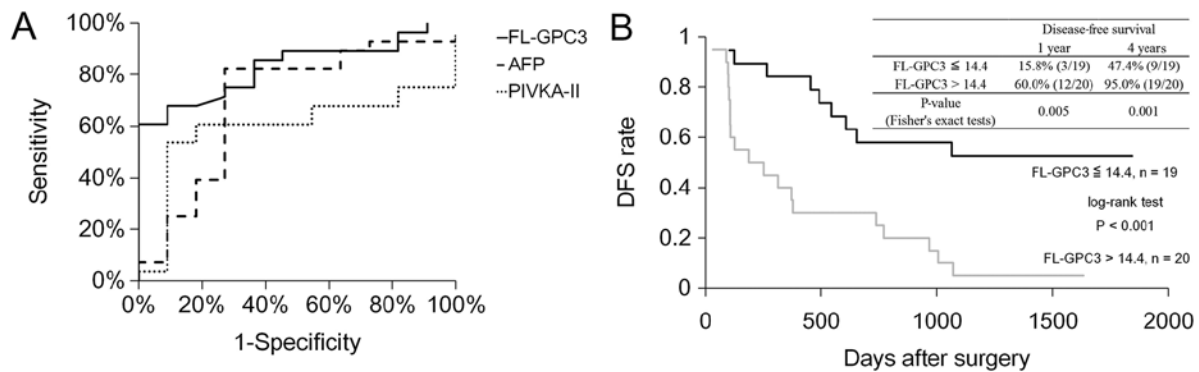 A
100%
80%
60%
40%
20%
0%
Sensitivity
0%
20%
40%
60%
80%
100%
1-Specificity
FL-GPC3
AFP
PIVKA-II
B
Disease-free survival
1 year 4 years
FL-GPC3 ≦ 14.4 15.8% (3/19) 47.4% (9/19)
FL-GPC3 > 14.4 60.0% (12/20) 95.0% (19/20)
P-value
(Fisher's exact tests) 0.005 0.001
1
0.8
0.6
0.4
0.2
0
DFS rate
FL-GPC3 ≦ 14.4, n = 19
log-rank test
P < 0.001
FL-GPC3 > 14.4, n = 20
0
500
1000
1500
2000
Days after surgery